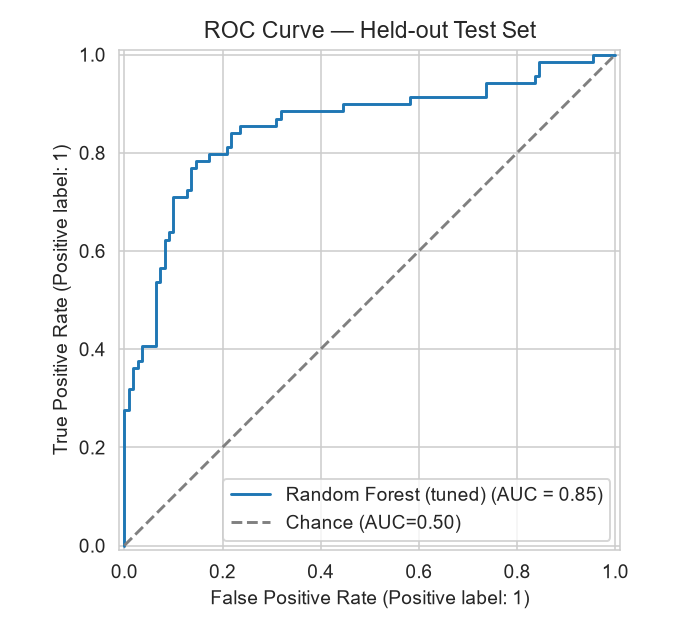 ROC Curve — Held-out Test Set
1.0
0.8
0.6
0.4
0.2
0.0
True Positive Rate (Positive label: 1)
Random Forest (tuned) (AUC = 0.85)
Chance (AUC=0.50)
0.0 0.2 0.4 0.6 0.8 1.0
False Positive Rate (Positive label: 1)